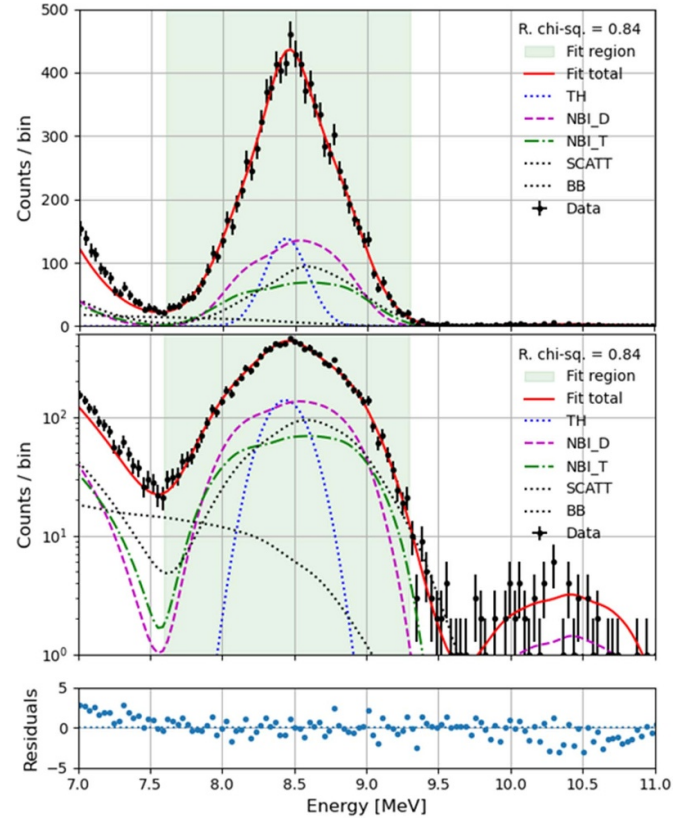 500
400
300
200
100
0
Counts / bin
R. chi-sq. = 0.84
Fit region
Fit total
TH
NBI_D
NBI_T
SCATT
BB
Data
10²
10¹
10⁰
Counts / bin
R. chi-sq. = 0.84
Fit region
Fit total
TH
NBI_D
NBI_T
SCATT
BB
Data
5
0
−5
Residuals
7.0 7.5 8.0 8.5 9.0 9.5 10.0 10.5 11.0
Energy [MeV]